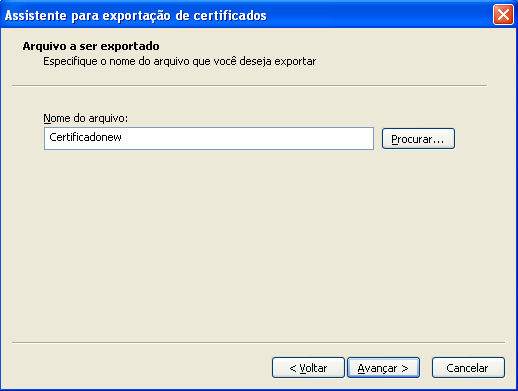 Assistente para exportação de certificados
Arquivo a ser exportado
Especifique o nome do arquivo que você deseja exportar
Nome do arquivo:
Certificadonew
Procurar...
< Voltar
Avançar >
Cancelar